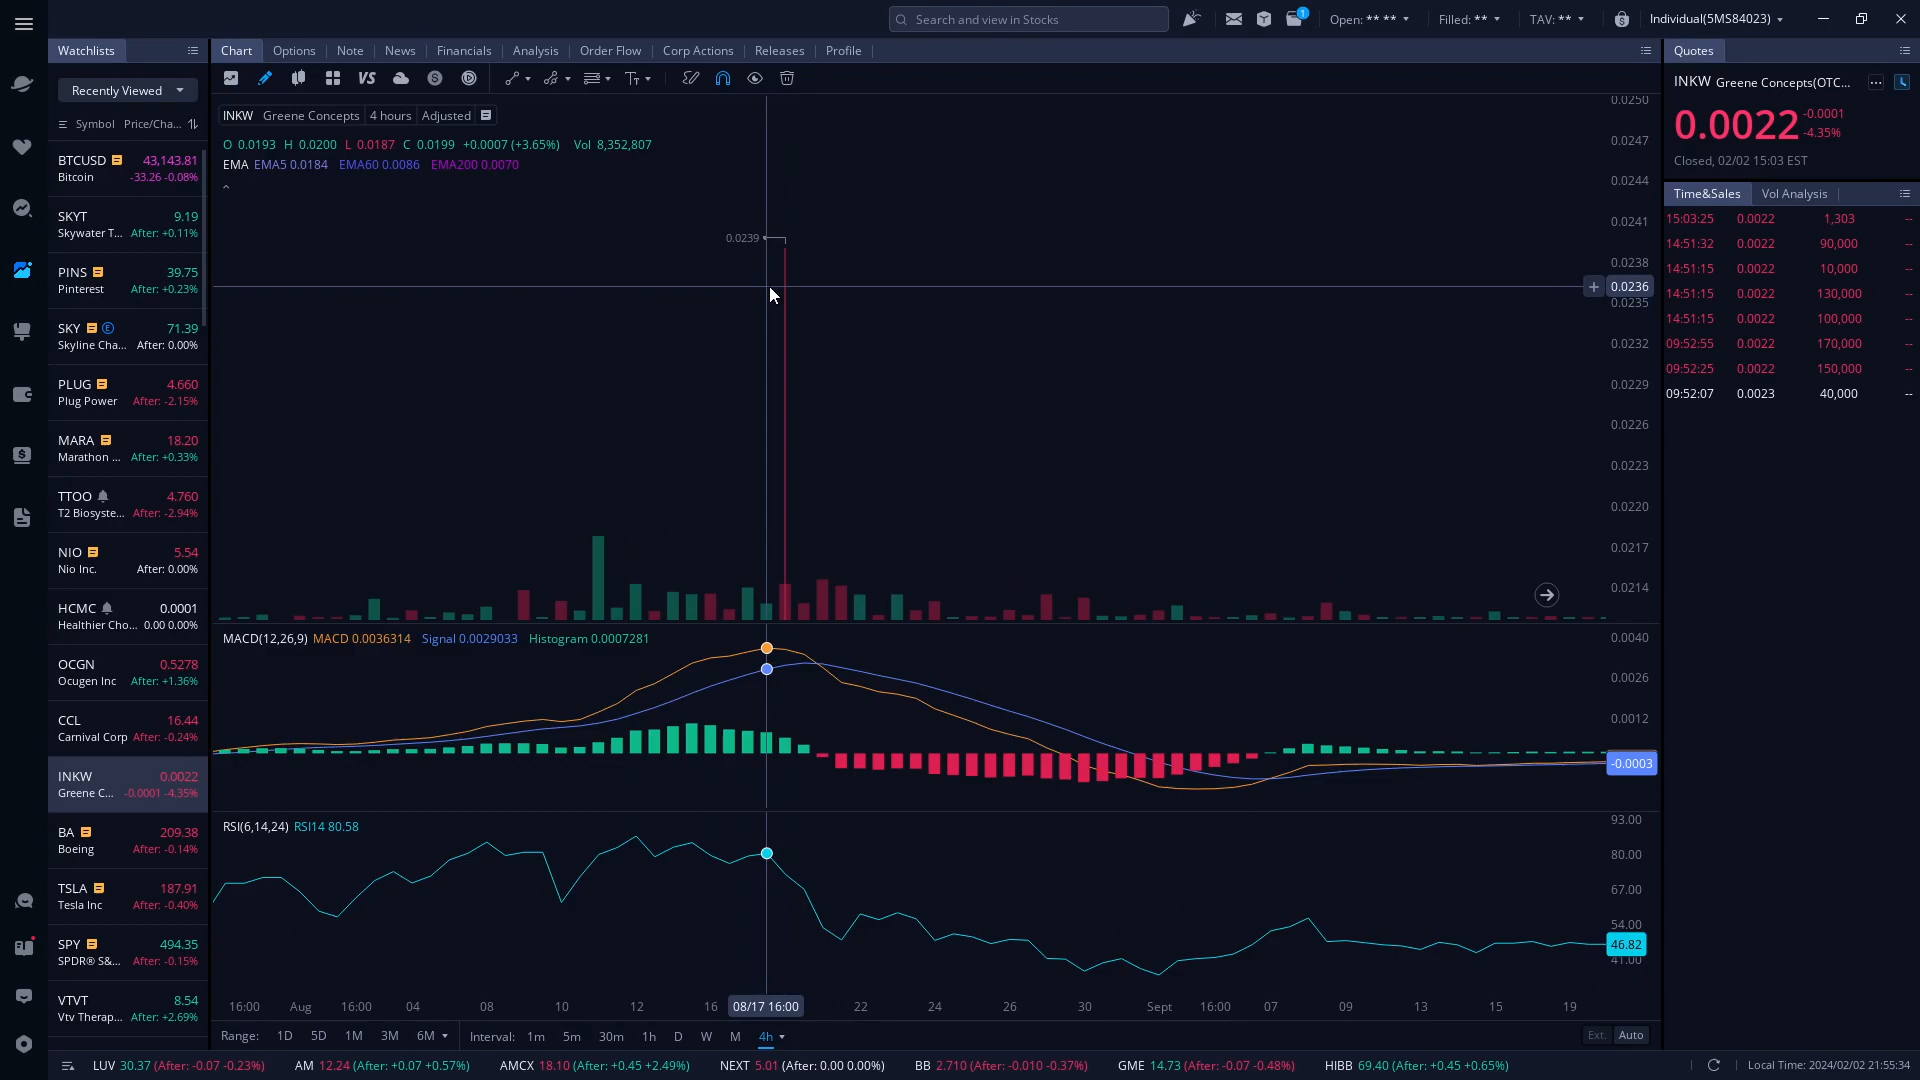 Search and view in Stocks
1
Open: ** **
Filled: **
TAV: **
Individual(5MS84023)
Watchlists
Chart Options Note News Financials Analysis Order Flow Corp Actions Releases Profile
Quotes
Recently Viewed
Symbol Price/Cha...
BTCUSD 43,143.81
Bitcoin -33.26 -0.08%
SKYT 9.19
Skywater T... After: +0.11%
PINS 39.75
Pinterest After: +0.23%
SKY E 71.39
Skyline Cha... After: 0.00%
PLUG 4.660
Plug Power After: -2.15%
MARA 18.20
Marathon ... After: +0.33%
TTOO 4.760
T2 Biosyste... After: -2.94%
NIO 5.54
Nio Inc. After: 0.00%
HCMC 0.0001
Healthier Cho... 0.00 0.00%
OCGN 0.5278
Ocugen Inc After: +1.36%
CCL 16.44
Carnival Corp After: -0.24%
INKW 0.0022
Greene C... -0.0001 -4.35%
BA 209.38
Boeing After: -0.14%
TSLA 187.91
Tesla Inc After: -0.40%
SPY 494.35
SPDR® S&... After: -0.15%
VTVT 8.54
Vtv Therap... After: +2.69%
VS
INKW Greene Concepts 4 hours Adjusted
O 0.0193 H 0.0200 L 0.0187 C 0.0199 +0.0007 (+3.65%) Vol 8,352,807
EMA EMA5 0.0184 EMA60 0.0086 EMA200 0.0070
0.0239
0.0250
0.0247
0.0244
0.0241
0.0238
0.0236
0.0235
0.0232
0.0229
0.0226
0.0223
0.0220
0.0217
0.0214
MACD(12,26,9) MACD 0.0036314 Signal 0.0029033 Histogram 0.0007281
0.0040
0.0026
0.0012
-0.0003
RSI(6,14,24) RSI14 80.58
93.00
80.00
67.00
54.00
46.82
41.00
16:00 Aug 16:00 04 08 10 12 16 08/17 16:00 22 24 26 30 Sept 16:00 07 09 13 15 19
Range: 1D 5D 1M 3M 6M Interval: 1m 5m 30m 1h D W M 4h Ext. Auto
INKW Greene Concepts(OTC...
0.0022 -0.0001
-4.35%
Closed, 02/02 15:03 EST
Time&Sales Vol Analysis
15:03:25 0.0022 1,303 --
14:51:32 0.0022 90,000 --
14:51:15 0.0022 10,000 --
14:51:15 0.0022 130,000 --
14:51:15 0.0022 100,000 --
09:52:55 0.0022 170,000 --
09:52:25 0.0022 150,000 --
09:52:07 0.0023 40,000 --
LUV 30.37 (After: -0.07 -0.23%) AM 12.24 (After: +0.07 +0.57%) AMCX 18.10 (After: +0.45 +2.49%) NEXT 5.01 (After: 0.00 0.00%) BB 2.710 (After: -0.010 -0.37%) GME 14.73 (After: -0.07 -0.48%) HIBB 69.40 (After: +0.45 +0.65%)
Local Time: 2024/02/02 21:55:34